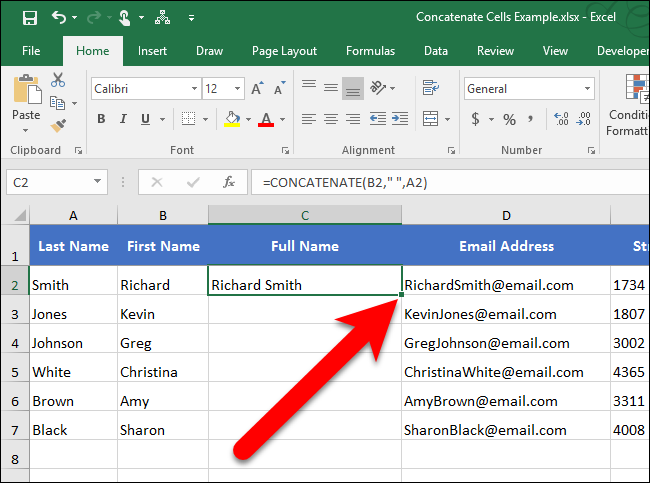 Concatenate Cells Example.xlsx - Excel
File Home Insert Draw Page Layout Formulas Data Review View Developer
Paste
Calibri 12 A A
B I U A
$ % , .0 .00
Clipboard Font Alignment Number
C2 fx =CONCATENATE(B2," ",A2)
A B C D
1 Last Name First Name Full Name Email Address
2 Smith Richard Richard Smith RichardSmith@email.com 1734
3 Jones Kevin KevinJones@email.com 1807
4 Johnson Greg GregJohnson@email.com 3002
5 White Christina ChristinaWhite@email.com 4365
6 Brown Amy AmyBrown@email.com 3311
7 Black Sharon SharonBlack@email.com 4008
8